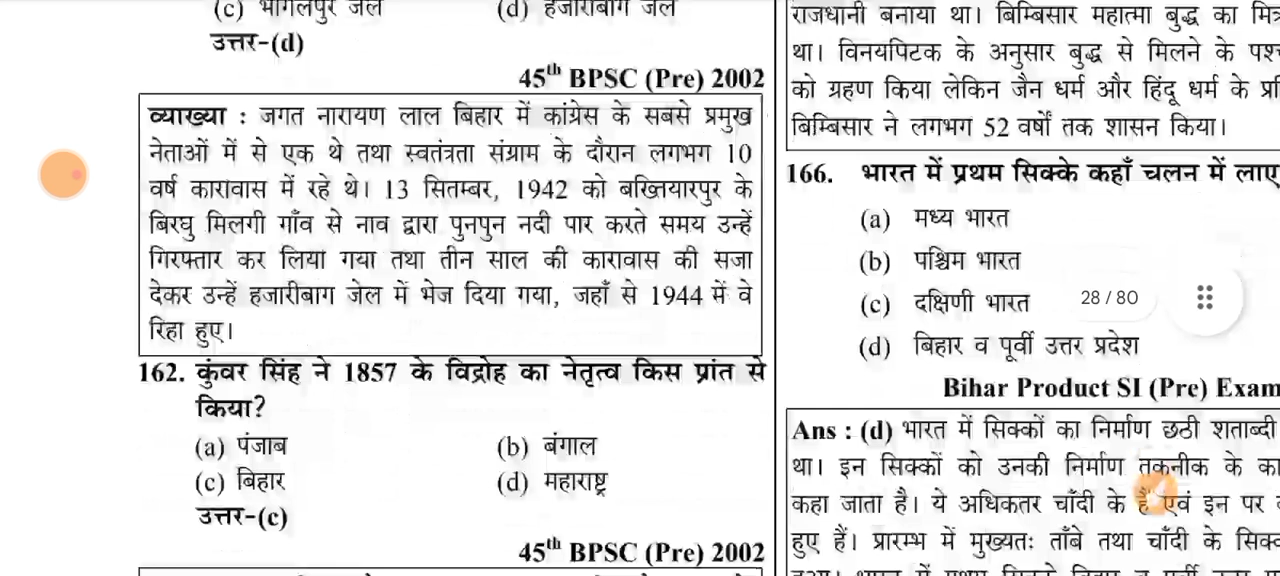 (c) भागलपुर जेल (d) हजारीबाग जेल
उत्तर-(d)
45th BPSC (Pre) 2002
व्याख्या : जगत नारायण लाल बिहार में कांग्रेस के सबसे प्रमुख
नेताओं में से एक थे तथा स्वतंत्रता संग्राम के दौरान लगभग 10
वर्ष कारावास में रहे थे। 13 सितम्बर, 1942 को बख्तियारपुर के
बिरघु मिलगी गाँव से नाव द्वारा पुनपुन नदी पार करते समय उन्हें
गिरफ्तार कर लिया गया तथा तीन साल की कारावास की सजा
देकर उन्हें हजारीबाग जेल में भेज दिया गया, जहाँ से 1944 में वे
रिहा हुए।
162. कुंवर सिंह ने 1857 के विद्रोह का नेतृत्व किस प्रांत से
किया?
(a) पंजाब (b) बंगाल
(c) बिहार (d) महाराष्ट्र
उत्तर-(c)
45th BPSC (Pre) 2002
राजधानी बनाया था। बिम्बिसार महात्मा बुद्ध का
था। विनयपिटक के अनुसार बुद्ध से मिलने के
को ग्रहण किया लेकिन जैन धर्म और हिंदू धर्म के
बिम्बिसार ने लगभग 52 वर्षों तक शासन किया।
166. भारत में प्रथम सिक्के कहाँ चलन में लाए
(a) मध्य भारत
(b) पश्चिम भारत
(c) दक्षिणी भारत
28 / 80
(d) बिहार व पूर्वी उत्तर प्रदेश
Bihar Product SI (Pre) Exam
Ans : (d) भारत में सिक्कों का निर्माण छठी शताब्दी
था। इन सिक्कों को उनकी निर्माण तकनीक के
कहा जाता है। ये अधिकतर चाँदी के हैं एवं इन पर
हुए हैं। प्रारम्भ में मुख्यतः ताँबे तथा चाँदी के